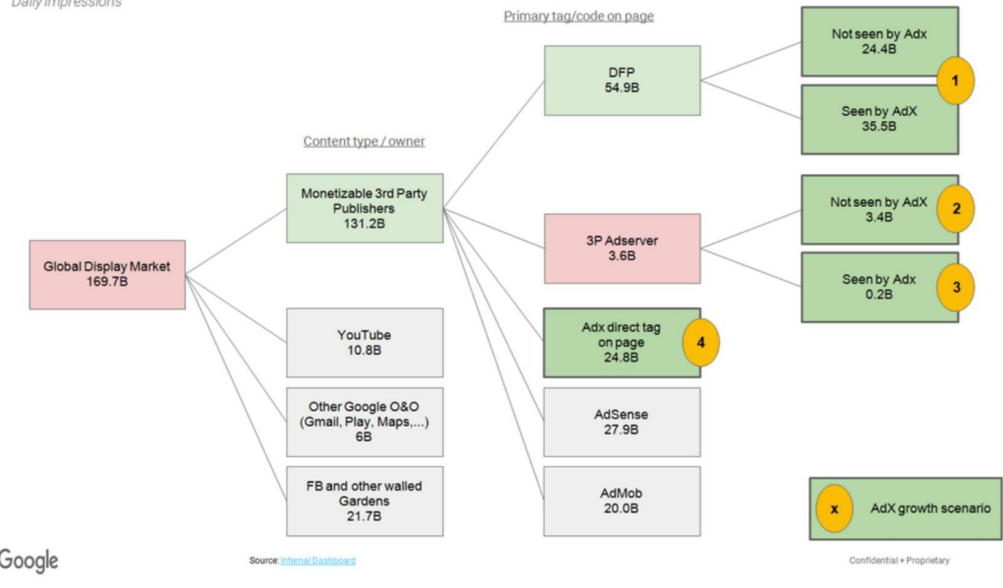 Daily impressions
Primary tag/code on page
Not seen by Adx
24.4B
1
DFP
54.9B
Seen by AdX
35.5B
Content type / owner
Monetizable 3rd Party
Publishers
131.2B
Not seen by AdX
3.4B
2
3P Adserver
3.6B
Global Display Market
169.7B
Seen by Adx
0.2B
3
YouTube
10.8B
Adx direct tag
on page
24.8B
4
Other Google O&O
(Gmail, Play, Maps,...)
6B
AdSense
27.9B
FB and other walled
Gardens
21.7B
AdMob
20.0B
x
AdX growth scenario
Google
Source: Internal Dashboard
Confidential + Proprietary